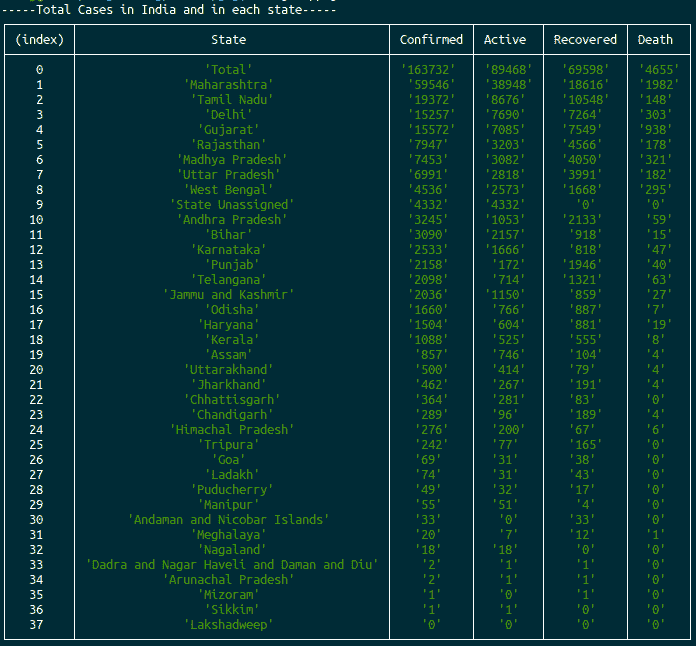 -----Total Cases in India and in each state-----
(index) State Confirmed Active Recovered Death
0 'Total' '163732' '89468' '69598' '4655'
1 'Maharashtra' '59546' '38948' '18616' '1982'
2 'Tamil Nadu' '19372' '8676' '10548' '148'
3 'Delhi' '15257' '7690' '7264' '303'
4 'Gujarat' '15572' '7085' '7549' '938'
5 'Rajasthan' '7947' '3203' '4566' '178'
6 'Madhya Pradesh' '7453' '3082' '4050' '321'
7 'Uttar Pradesh' '6991' '2818' '3991' '182'
8 'West Bengal' '4536' '2573' '1668' '295'
9 'State Unassigned' '4332' '4332' '0' '0'
10 'Andhra Pradesh' '3245' '1053' '2133' '59'
11 'Bihar' '3090' '2157' '918' '15'
12 'Karnataka' '2533' '1666' '818' '47'
13 'Punjab' '2158' '172' '1946' '40'
14 'Telangana' '2098' '714' '1321' '63'
15 'Jammu and Kashmir' '2036' '1150' '859' '27'
16 'Odisha' '1660' '766' '887' '7'
17 'Haryana' '1504' '604' '881' '19'
18 'Kerala' '1088' '525' '555' '8'
19 'Assam' '857' '746' '104' '4'
20 'Uttarakhand' '500' '414' '79' '4'
21 'Jharkhand' '462' '267' '191' '4'
22 'Chhattisgarh' '364' '281' '83' '0'
23 'Chandigarh' '289' '96' '189' '4'
24 'Himachal Pradesh' '276' '200' '67' '6'
25 'Tripura' '242' '77' '165' '0'
26 'Goa' '69' '31' '38' '0'
27 'Ladakh' '74' '31' '43' '0'
28 'Puducherry' '49' '32' '17' '0'
29 'Manipur' '55' '51' '4' '0'
30 'Andaman and Nicobar Islands' '33' '0' '33' '0'
31 'Meghalaya' '20' '7' '12' '1'
32 'Nagaland' '18' '18' '0' '0'
33 'Dadra and Nagar Haveli and Daman and Diu' '2' '1' '1' '0'
34 'Arunachal Pradesh' '2' '1' '1' '0'
35 'Mizoram' '1' '0' '1' '0'
36 'Sikkim' '1' '1' '0' '0'
37 'Lakshadweep' '0' '0' '0' '0'